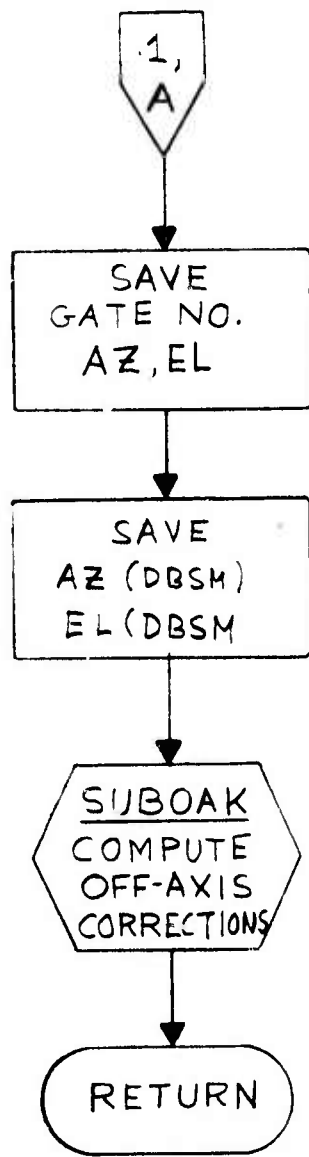 1,
A
SAVE
GATE NO.
AZ, EL
SAVE
AZ (DBSM)
EL (DBSM
SUBOAK
COMPUTE
OFF-AXIS
CORRECTIONS
RETURN